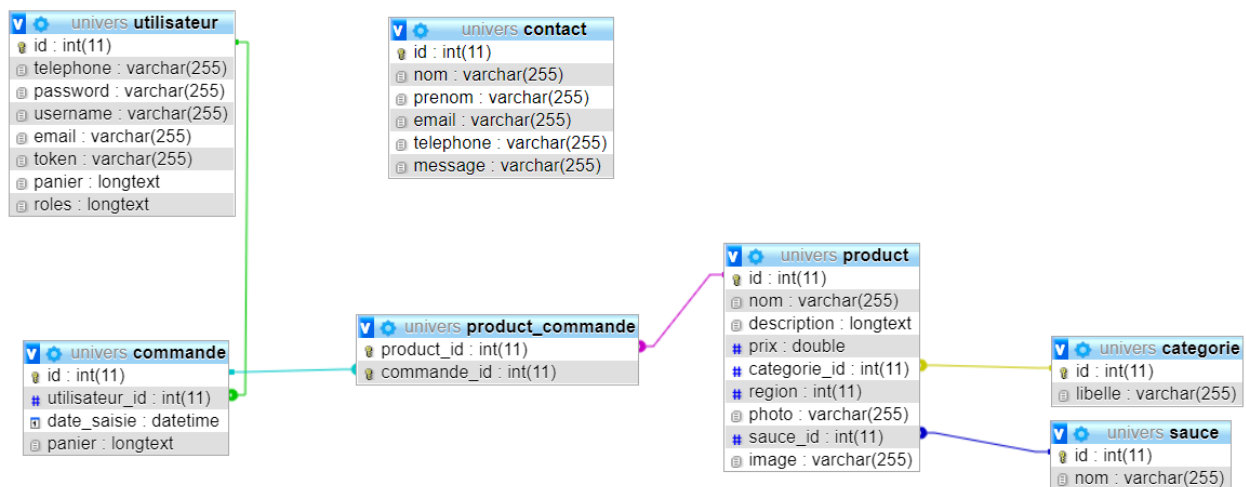 univers utilisateur
id : int(11)
telephone : varchar(255)
password : varchar(255)
username : varchar(255)
email : varchar(255)
token : varchar(255)
panier : longtext
roles : longtext
univers contact
id : int(11)
nom : varchar(255)
prenom : varchar(255)
email : varchar(255)
telephone : varchar(255)
message : varchar(255)
univers commande
id : int(11)
utilisateur_id : int(11)
date_saisie : datetime
panier : longtext
univers product_commande
product_id : int(11)
commande_id : int(11)
univers product
id : int(11)
nom : varchar(255)
description : longtext
prix : double
categorie_id : int(11)
region : int(11)
photo : varchar(255)
sauce_id : int(11)
image : varchar(255)
univers categorie
id : int(11)
libelle : varchar(255)
univers sauce
id : int(11)
nom : varchar(255)